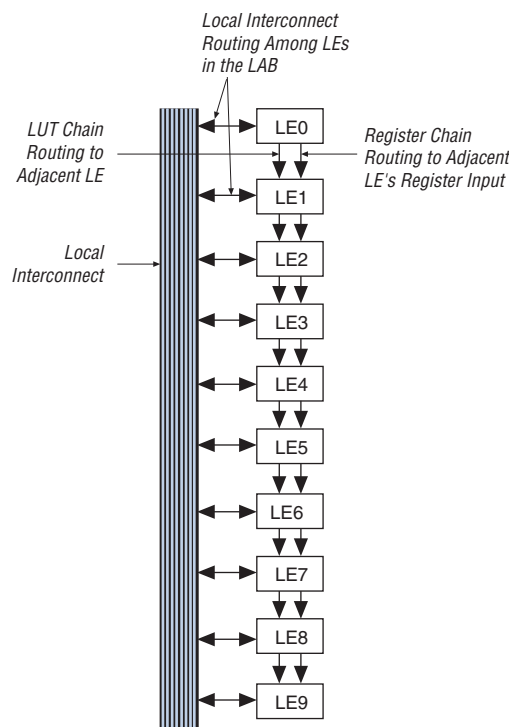 Local Interconnect
Routing Among LEs
in the LAB
LUT Chain
Routing to
Adjacent LE
Register Chain
Routing to Adjacent
LE's Register Input
Local
Interconnect
LE0
LE1
LE2
LE3
LE4
LE5
LE6
LE7
LE8
LE9